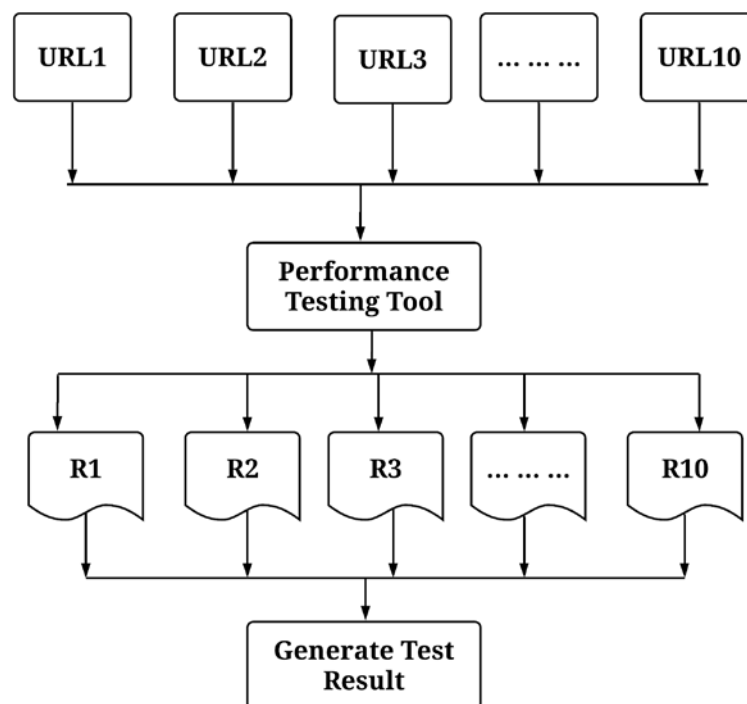 URL1
URL2
URL3
... ... ...
URL10
Performance
Testing Tool
R1
R2
R3
... ... ...
R10
Generate Test
Result